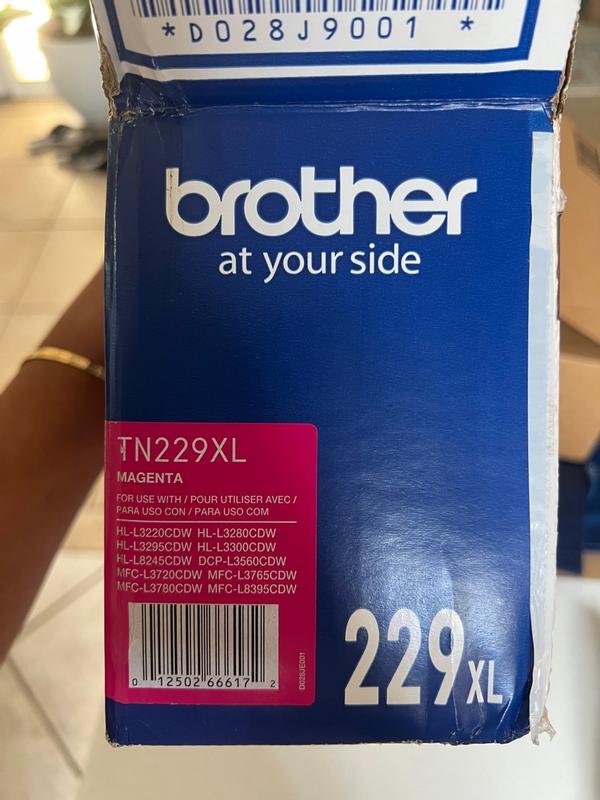 *D028J9001 *
brother
at your side
TN229XL
MAGENTA
FOR USE WITH / POUR UTILISER AVEC /
PARA USO CON / PARA USO COM
HL-L3220CDW HL-L3280CDW
HL-L3295CDW HL-L3300CDW
HL-L8245CDW DCP-L3560CDW
MFC-L3720CDW MFC-L3765CDW
MFC-L3780CDW MFC-L8395CDW
0 12502 66617 2
D028JE001
229XL